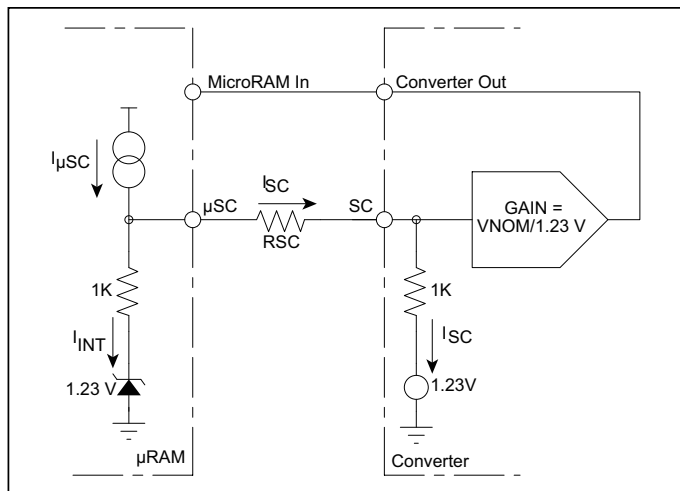 MicroRAM In
Converter Out
IµSC
ISC
µSC
SC
RSC
GAIN =
VNOM/1.23 V
1K
1K
IINT
ISC
1.23 V
1.23V
µRAM
Converter